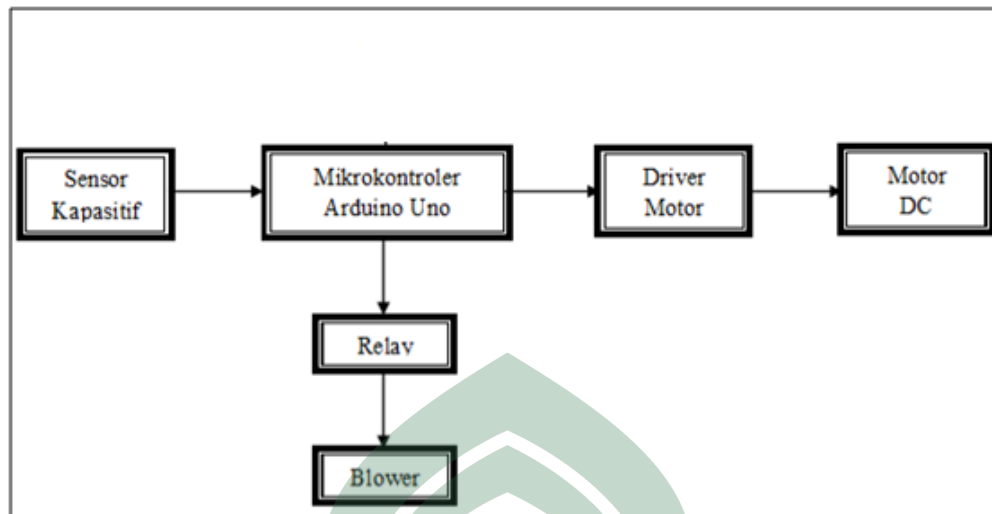 Sensor
Kapasitif
Mikrokontroler
Arduino Uno
Driver
Motor
Motor
DC
Relay
Blower